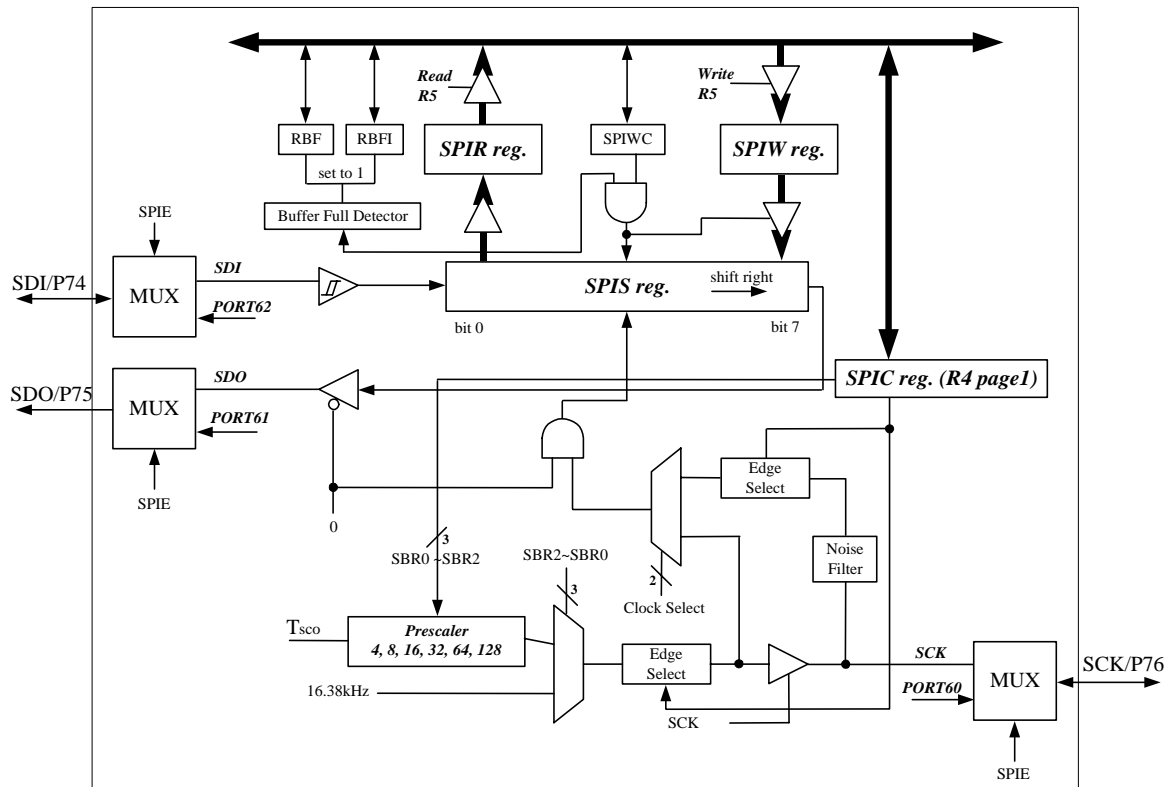 Read
R5
Write
R5
RBF
RBFI
SPIR reg.
SPIWC
SPIW reg.
set to 1
Buffer Full Detector
SPIE
SDI/P74
MUX
SDI
PORT62
SPIS reg.
shift right
bit 0
bit 7
SDO/P75
MUX
SDO
PORT61
SPIE
SPIC reg. (R4 page1)
0
Edge
Select
Noise
Filter
3
SBR0 ~SBR2
SBR2~SBR0
3
2
Clock Select
Tsco
Prescaler
4, 8, 16, 32, 64, 128
16.38kHz
Edge
Select
SCK
SCK
PORT60
MUX
SCK/P76
SPIE